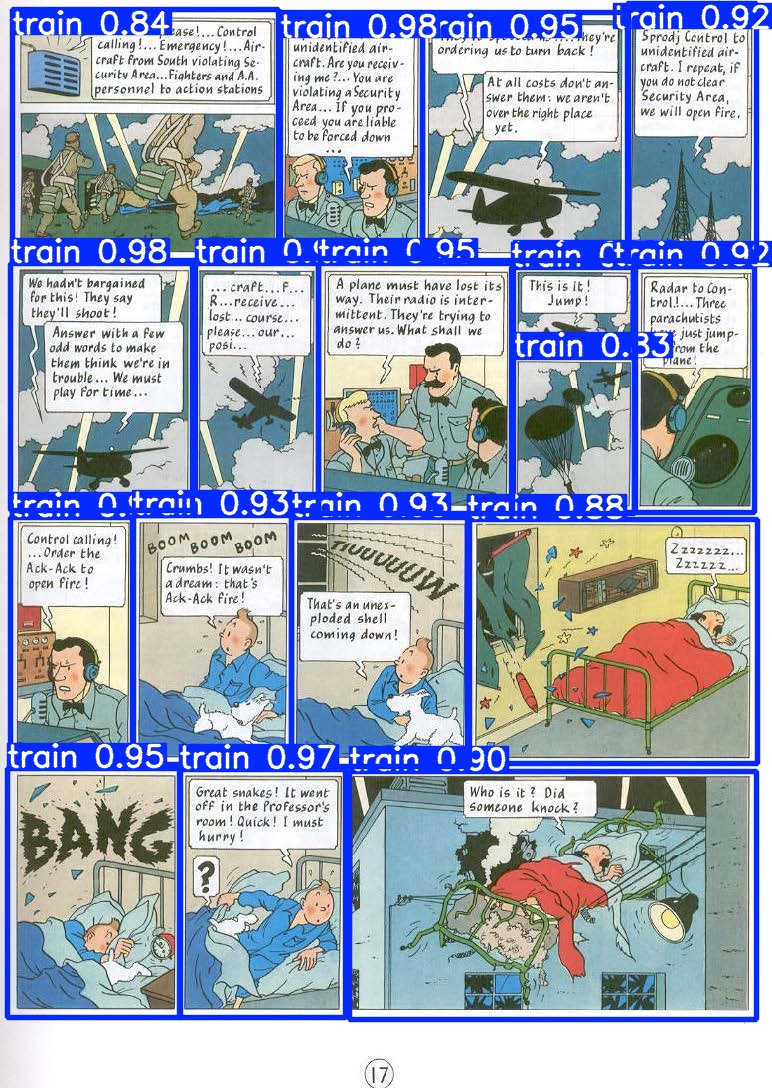 train 0.84
ease!...Control
calling!... Emergency!...Air-
craft from South violating Se-
curity Area...Fighters and A.A.
personnel to action stations
train 0.98
unidentified air-
craft. Are you receiv-
ing me?... You are
violating a Security
Area... If you pro-
ceed you are liable
to be forced down
...
train 0.95
They're
ordering us to turn back!
At all costs don't an-
swer them: we aren't
over the right place
yet.
train 0.92
Sprodj Control to
unidentified air-
craft. I repeat, if
you do not clear
Security Area,
we will open fire.
train 0.98
We hadn't bargained
for this! They say
they'll shoot!
Answer with a few
odd words to make
them think we're in
trouble... We must
play for time...
train
... craft...F...
R...receive...
lost... course...
please...our...
posi...
train 0.95
A plane must have lost its
way. Their radio is inter-
mittent. They're trying to
answer us. What shall we
do?
train
This is it!
Jump!
train 0.83
train 0.92
Radar to Con-
trol!...Three
parachutists
have just jump-
from the
plane!
train
Control calling!
...Order the
Ack-Ack to
open fire!
train 0.93
BOOM BOOM BOOM
Crumbs! It wasn't
a dream: that's
Ack-Ack fire!
train 0.93
That's an unex-
ploded shell
coming down!
train 0.88
Zzzzzzz...
Zzzzzz...
train 0.95
BANG
train 0.97
Great snakes! It went
off in the Professor's
room! Quick! I must
hurry!
?
train 0.90
Who is it? Did
someone knock?
17